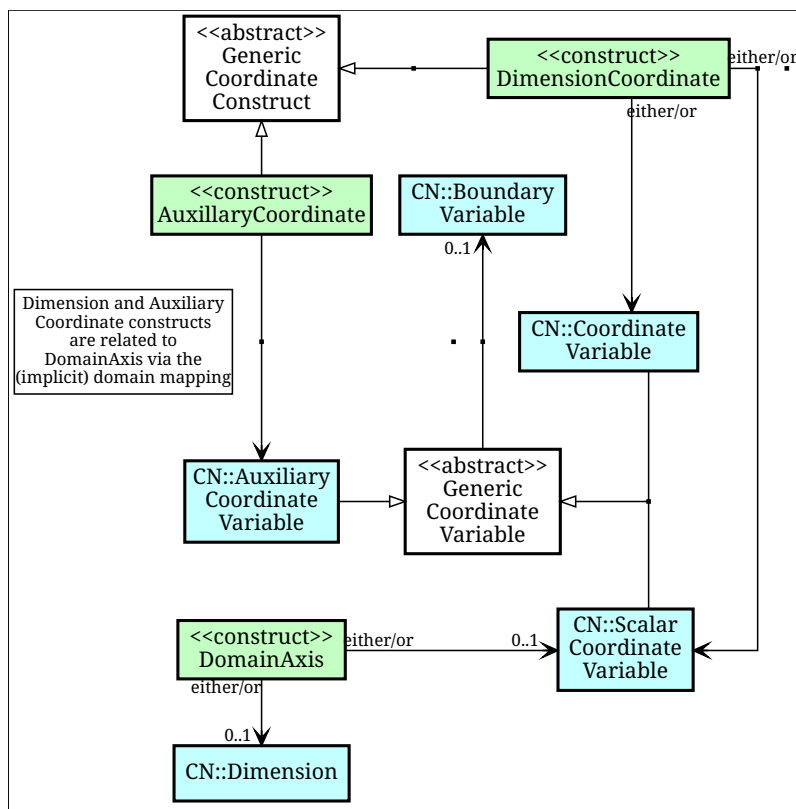 <<abstract>>
Generic
Coordinate
Construct
<<construct>>
DimensionCoordinate
either/or
either/or
<<construct>>
AuxillaryCoordinate
CN::Boundary
Variable
0..1
Dimension and Auxiliary
Coordinate constructs
are related to
DomainAxis via the
(implicit) domain mapping
CN::Coordinate
Variable
CN::Auxiliary
Coordinate
Variable
<<abstract>>
Generic
Coordinate
Variable
<<construct>>
DomainAxis
either/or
0..1
CN::Scalar
Coordinate
Variable
either/or
0..1
CN::Dimension